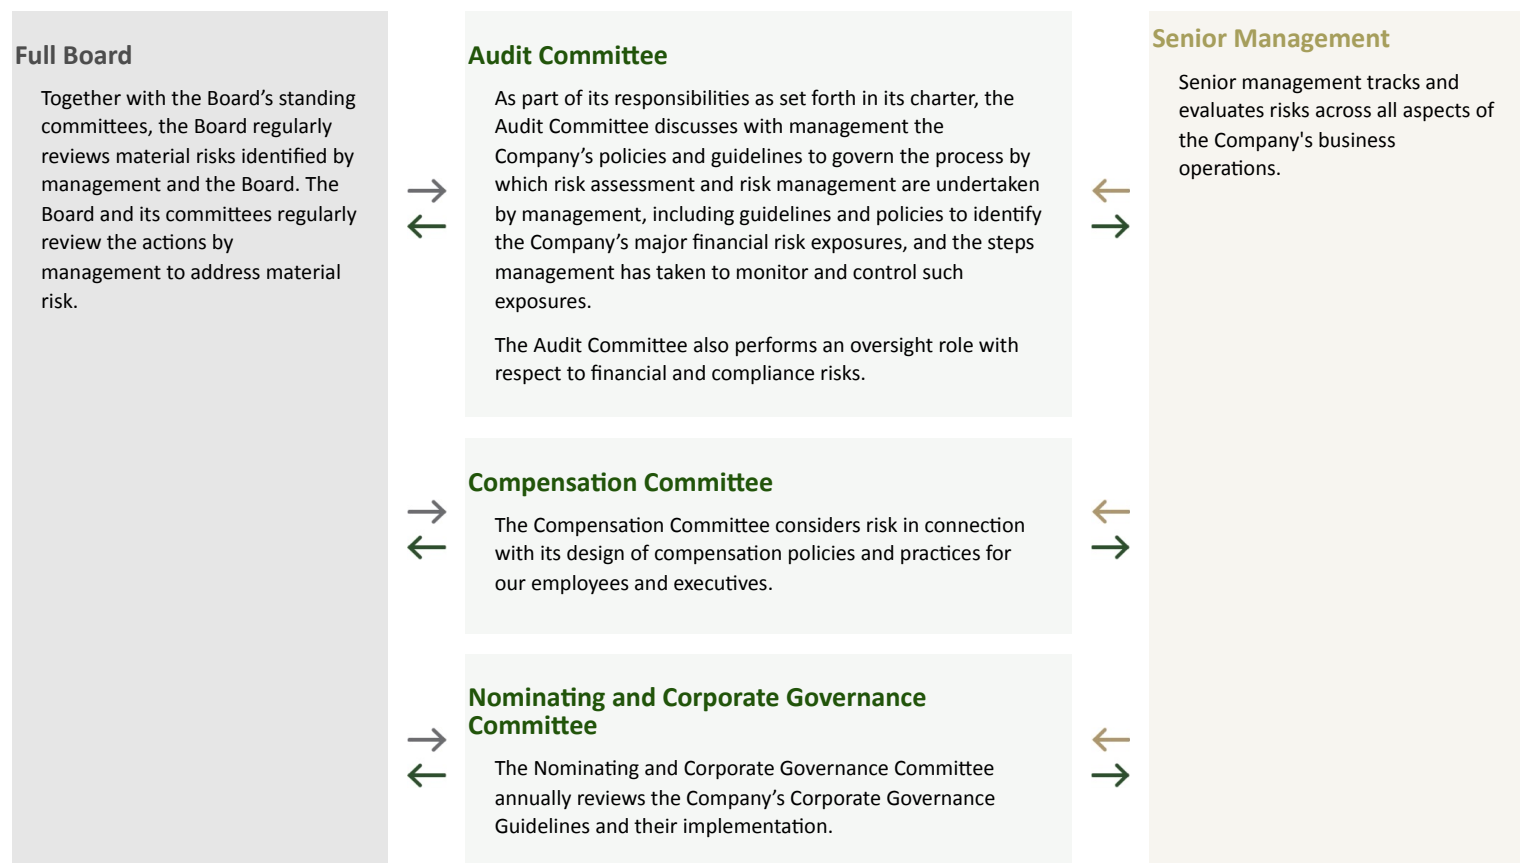 Full Board
Together with the Board’s standing
committees, the Board regularly
reviews material risks identified by
management and the Board. The
Board and its committees regularly
review the actions by
management to address material
risk.
Audit Committee
As part of its responsibilities as set forth in its charter, the
Audit Committee discusses with management the
Company’s policies and guidelines to govern the process by
which risk assessment and risk management are undertaken
by management, including guidelines and policies to identify
the Company’s major financial risk exposures, and the steps
management has taken to monitor and control such
exposures.
The Audit Committee also performs an oversight role with
respect to financial and compliance risks.
Compensation Committee
The Compensation Committee considers risk in connection
with its design of compensation policies and practices for
our employees and executives.
Nominating and Corporate Governance
Committee
The Nominating and Corporate Governance Committee
annually reviews the Company’s Corporate Governance
Guidelines and their implementation.
Senior Management
Senior management tracks and
evaluates risks across all aspects of
the Company's business
operations.